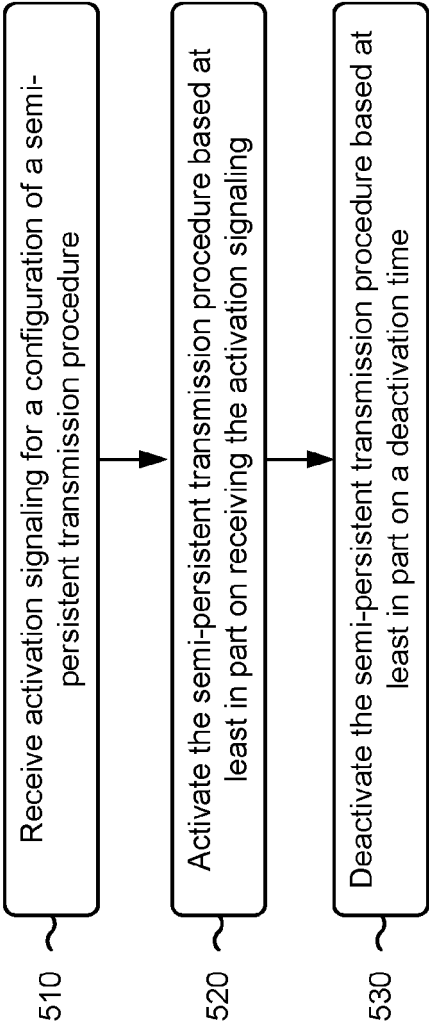 510
Receive activation signaling for a configuration of a semi-
persistent transmission procedure
520
Activate the semi-persistent transmission procedure based at
least in part on receiving the activation signaling
530
Deactivate the semi-persistent transmission procedure based at
least in part on a deactivation time